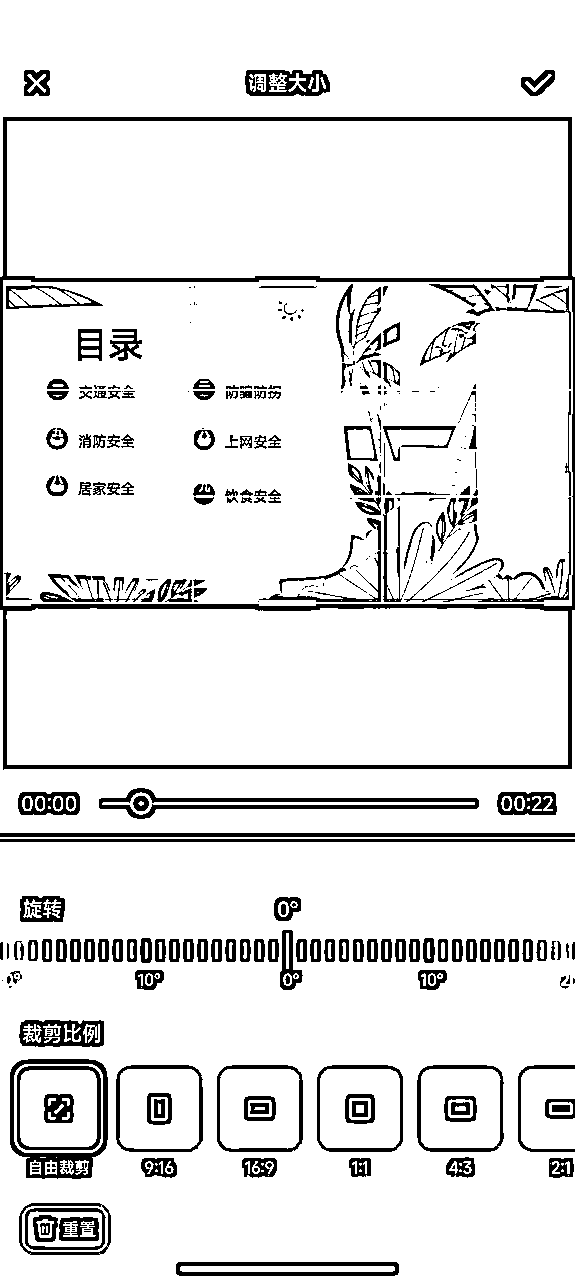 调整大小
目录
交通安全 防骗防拐
消防安全 上网安全
居家安全 饮食安全
00:00 00:22
旋转 0°
10° 0° 10°
裁剪比例
自由裁剪 9:16 16:9 1:1 4:3 2:1
重置